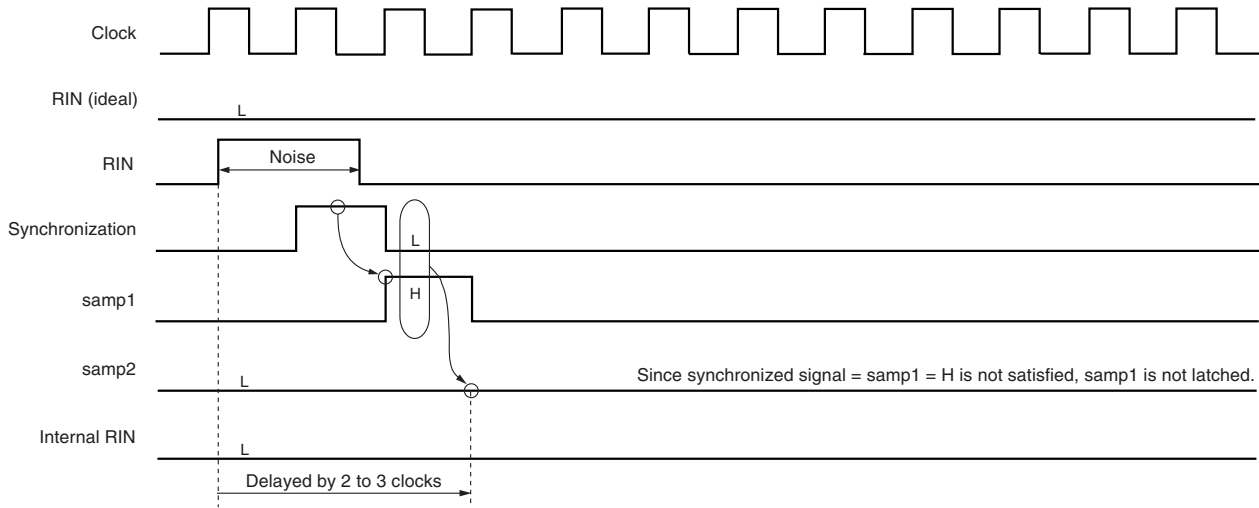 Clock
RIN (ideal)
L
RIN
Noise
Synchronization
L
samp1
H
samp2
L
Since synchronized signal = samp1 = H is not satisfied, samp1 is not latched.
Internal RIN
L
Delayed by 2 to 3 clocks